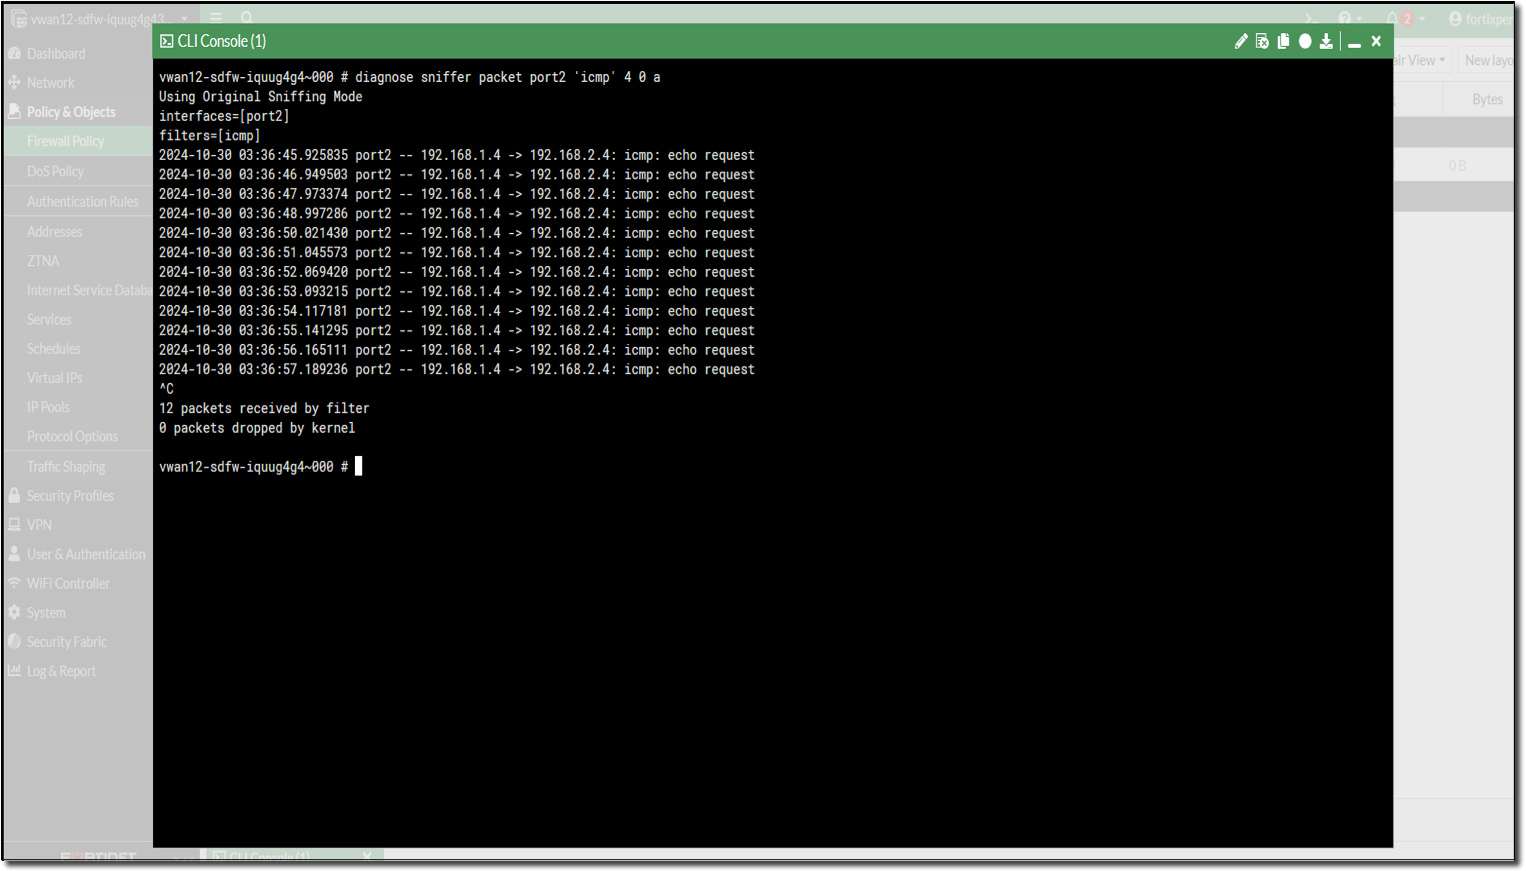 vwan12-sdfw-iquug4g43...
2
fortixper
CLI Console (1)
Dashboard
Network
Policy & Objects
Firewall Policy
DoS Policy
Authentication Rules
Addresses
ZTNA
Internet Service Databa
Services
Schedules
Virtual IPs
IP Pools
Protocol Options
Traffic Shaping
Security Profiles
VPN
User & Authentication
WiFi Controller
System
Security Fabric
Log & Report
air View
New layo
Bytes
0 B
vwan12-sdfw-iquug4g4~000 # diagnose sniffer packet port2 'icmp' 4 0 a
Using Original Sniffing Mode
interfaces=[port2]
filters=[icmp]
2024-10-30 03:36:45.925835 port2 -- 192.168.1.4 -> 192.168.2.4: icmp: echo request
2024-10-30 03:36:46.949503 port2 -- 192.168.1.4 -> 192.168.2.4: icmp: echo request
2024-10-30 03:36:47.973374 port2 -- 192.168.1.4 -> 192.168.2.4: icmp: echo request
2024-10-30 03:36:48.997286 port2 -- 192.168.1.4 -> 192.168.2.4: icmp: echo request
2024-10-30 03:36:50.021430 port2 -- 192.168.1.4 -> 192.168.2.4: icmp: echo request
2024-10-30 03:36:51.045573 port2 -- 192.168.1.4 -> 192.168.2.4: icmp: echo request
2024-10-30 03:36:52.069420 port2 -- 192.168.1.4 -> 192.168.2.4: icmp: echo request
2024-10-30 03:36:53.093215 port2 -- 192.168.1.4 -> 192.168.2.4: icmp: echo request
2024-10-30 03:36:54.117181 port2 -- 192.168.1.4 -> 192.168.2.4: icmp: echo request
2024-10-30 03:36:55.141295 port2 -- 192.168.1.4 -> 192.168.2.4: icmp: echo request
2024-10-30 03:36:56.165111 port2 -- 192.168.1.4 -> 192.168.2.4: icmp: echo request
2024-10-30 03:36:57.189236 port2 -- 192.168.1.4 -> 192.168.2.4: icmp: echo request
^C
12 packets received by filter
0 packets dropped by kernel
vwan12-sdfw-iquug4g4~000 #
FORTINET
CLI Console (1)